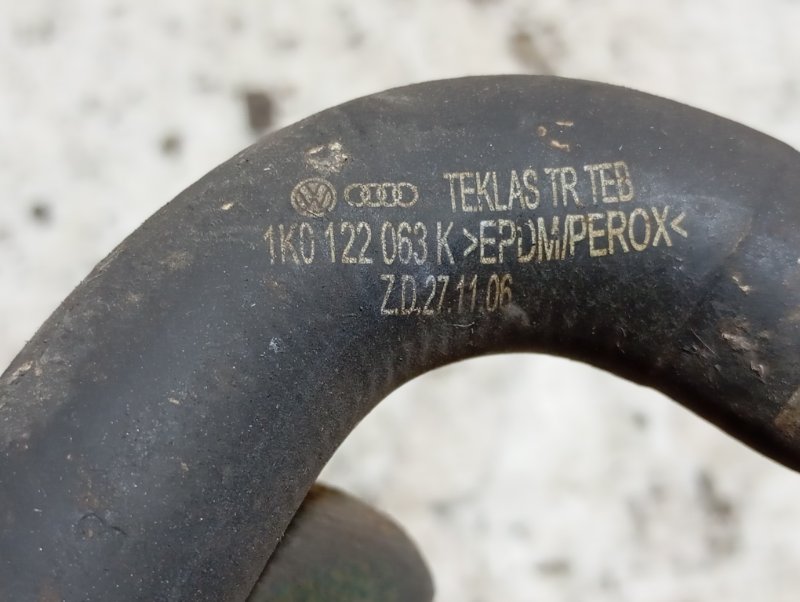 TEKLAS TR TEB
1K0 122 063 K >EPDM/PEROX<
Z.D.27.11.06